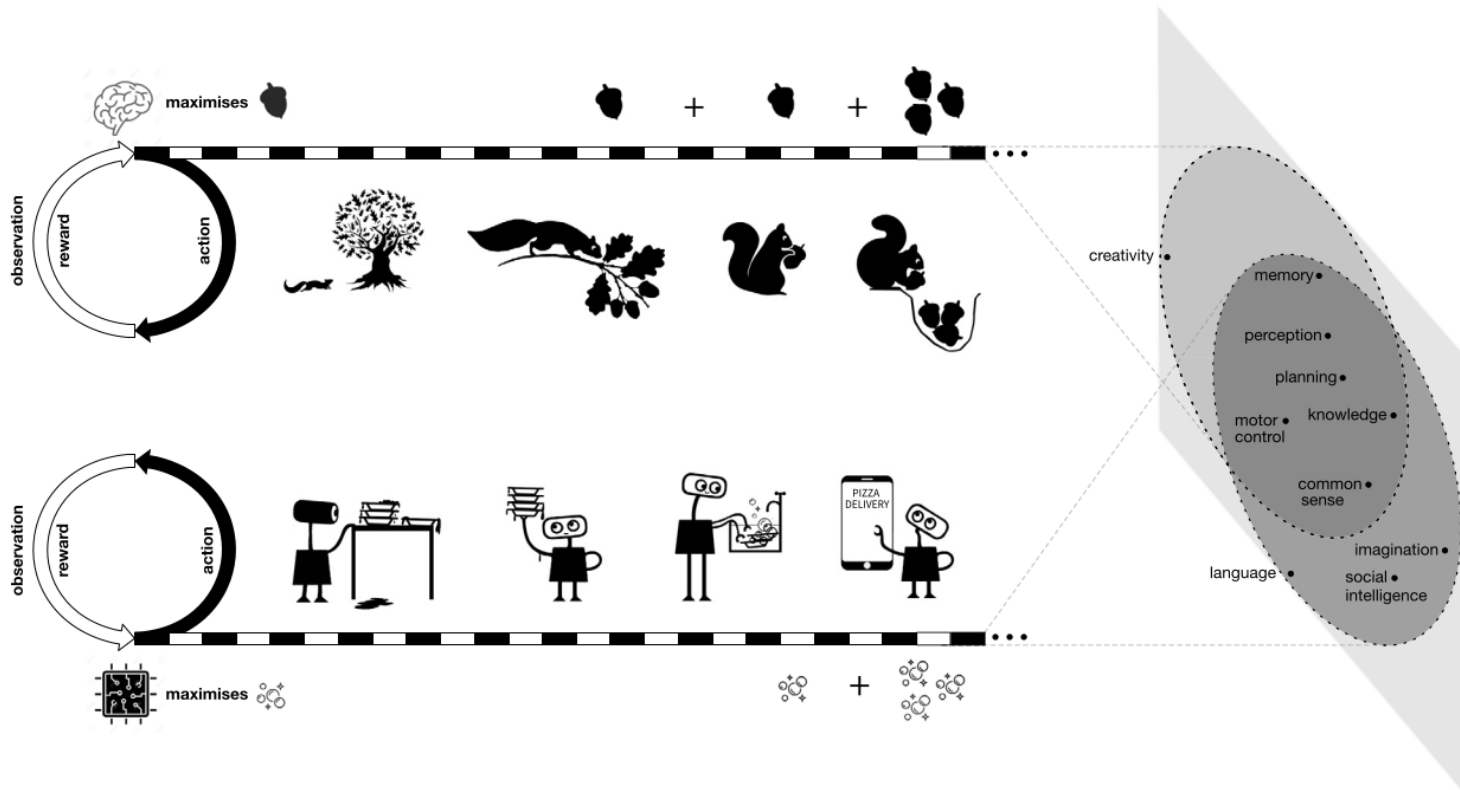 maximises
+
+
observation
reward
action
creativity
memory
perception
planning
knowledge
motor
control
common
sense
imagination
language
social
intelligence
observation
reward
action
PIZZA
DELIVERY
maximises
+